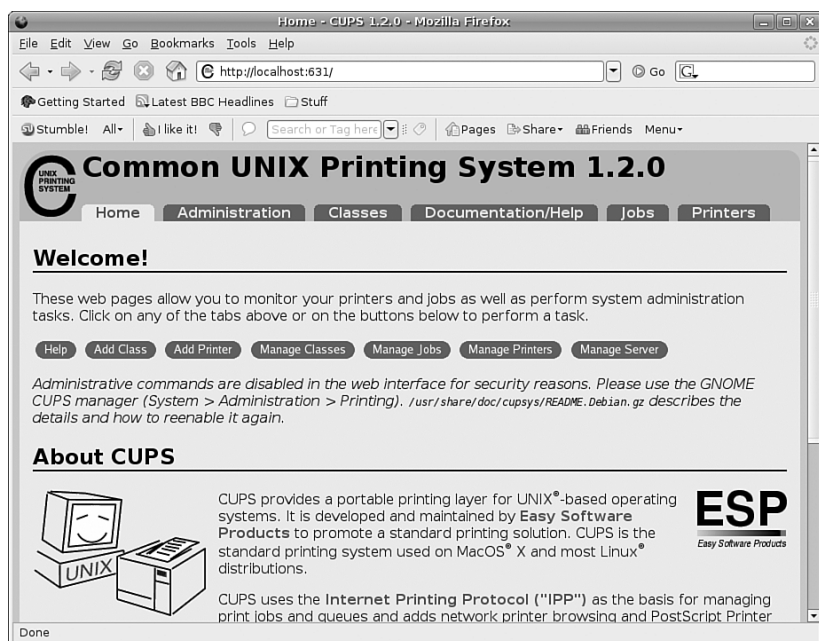 Home - CUPS 1.2.0 - Mozilla Firefox
File Edit View Go Bookmarks Tools Help
http://localhost:631/ Go G
Getting Started Latest BBC Headlines Stuff
Stumble! All I like it! Search or Tag here Pages Share Friends Menu
UNIX
PRINTING
SYSTEM
Common UNIX Printing System 1.2.0
Home Administration Classes Documentation/Help Jobs Printers
Welcome!
These web pages allow you to monitor your printers and jobs as well as perform system administration
tasks. Click on any of the tabs above or on the buttons below to perform a task.
Help Add Class Add Printer Manage Classes Manage Jobs Manage Printers Manage Server
Administrative commands are disabled in the web interface for security reasons. Please use the GNOME
CUPS manager (System > Administration > Printing). /usr/share/doc/cupsys/README.Debian.gz describes the
details and how to reenable it again.
About CUPS
UNIX
CUPS provides a portable printing layer for UNIX®-based operating
systems. It is developed and maintained by Easy Software
Products to promote a standard printing solution. CUPS is the
standard printing system used on MacOS® X and most Linux®
distributions.
ESP
Easy Software Products
CUPS uses the Internet Printing Protocol ("IPP") as the basis for managing
print jobs and queues and adds network printer browsing and PostScript Printer
Done